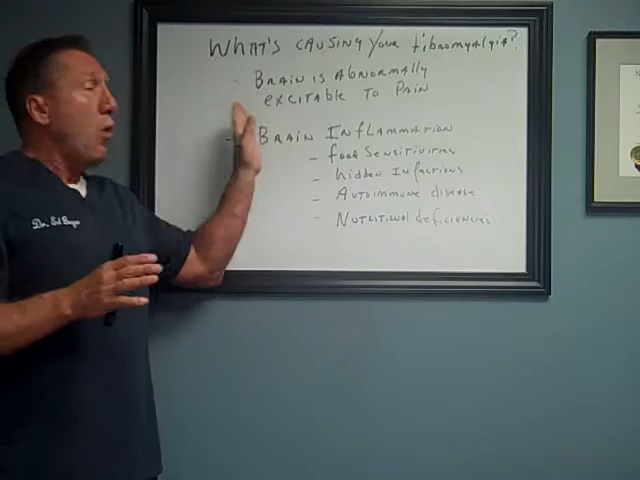 What's causing your fibromyalgia?
- Brain is abnormally
excitable to pain
- Brain Inflammation
- food sensitivities
- hidden infections
- Autoimmune disease
- Nutritional deficiencies
Dr.